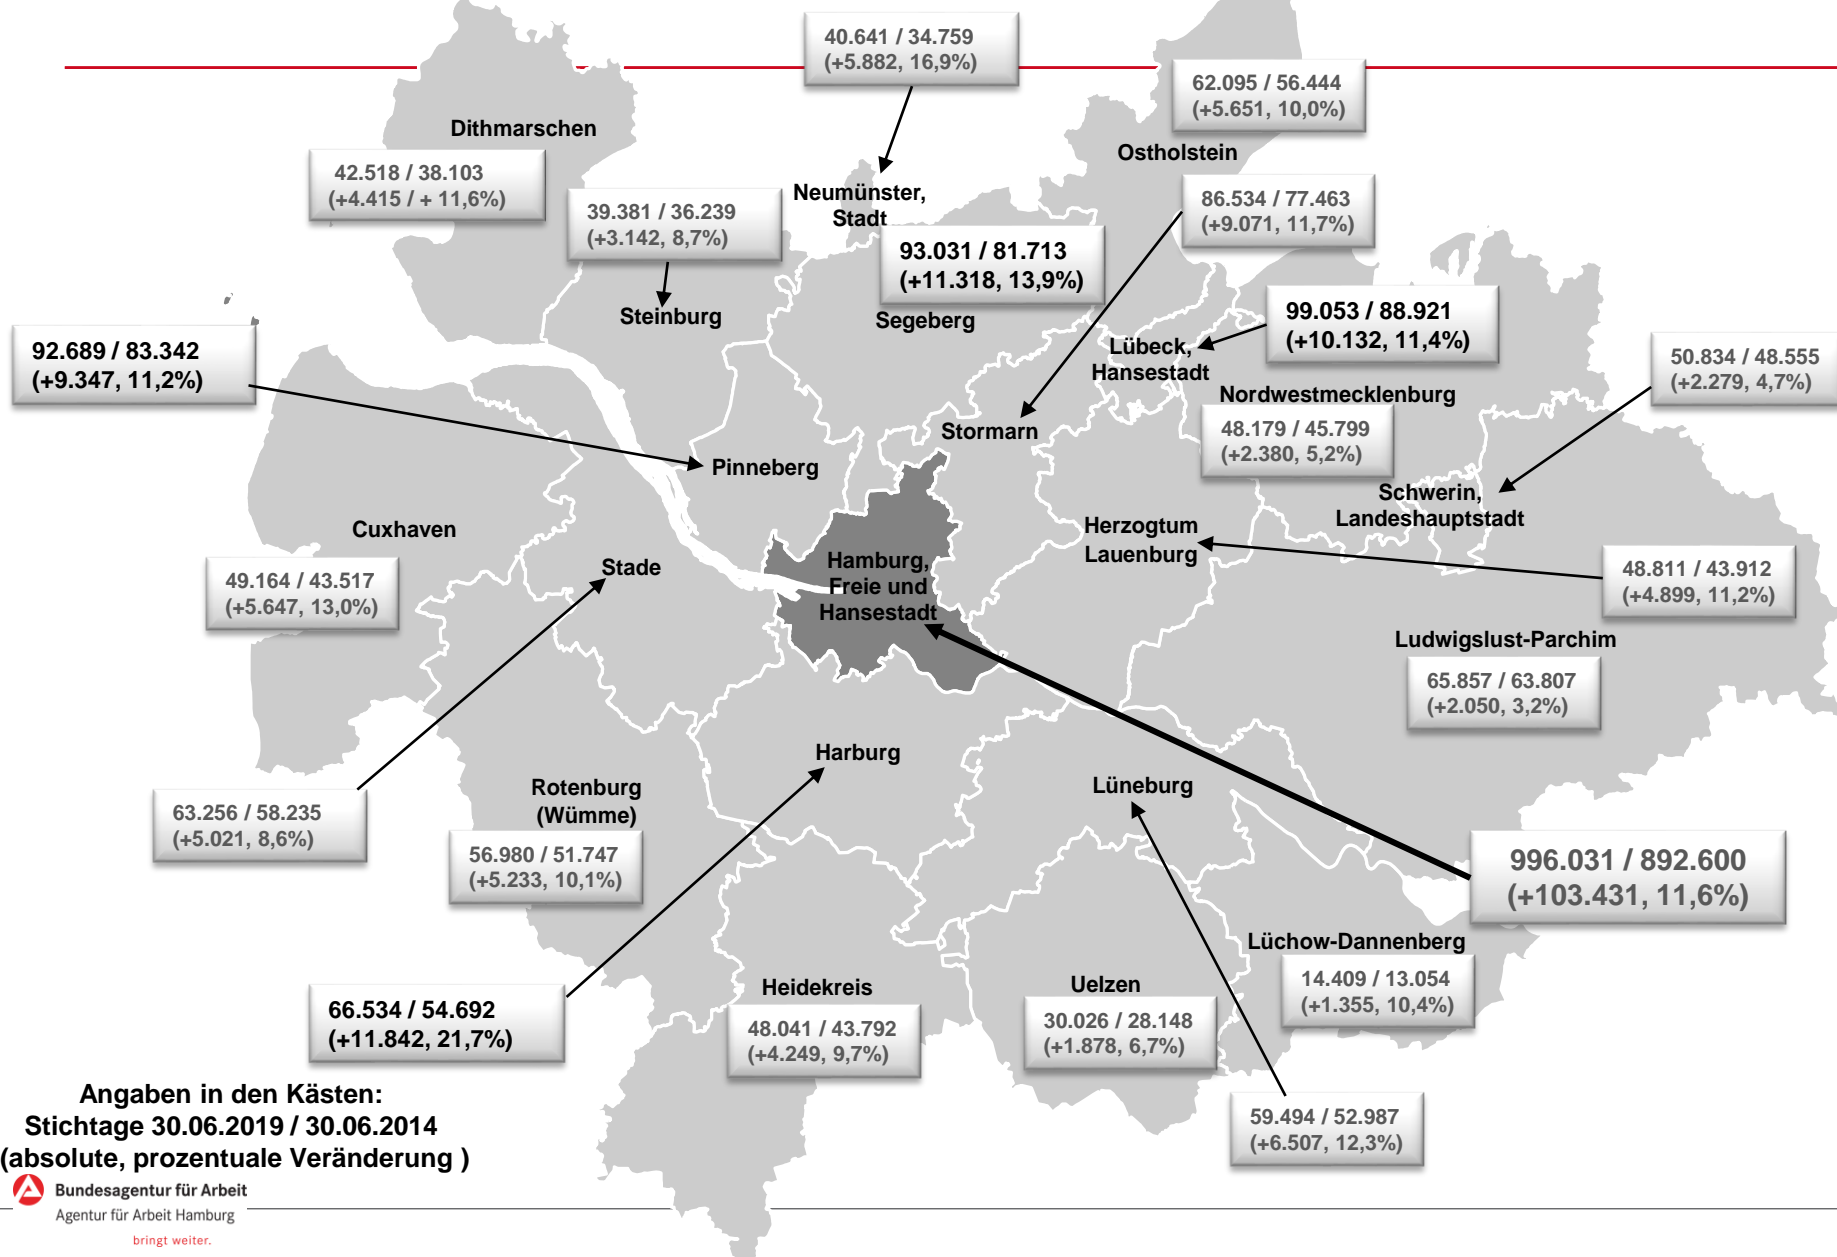 40.641 / 34.759
(+5.882, 16,9%)
62.095 / 56.444
(+5.651, 10,0%)
Dithmarschen
Ostholstein
42.518 / 38.103
(+4.415 / + 11,6%)
39.381 / 36.239
(+3.142, 8,7%)
Neumünster,
Stadt
86.534 / 77.463
(+9.071, 11,7%)
93.031 / 81.713
(+11.318, 13,9%)
Steinburg
Segeberg
99.053 / 88.921
(+10.132, 11,4%)
92.689 / 83.342
(+9.347, 11,2%)
Lübeck,
Hansestadt
50.834 / 48.555
(+2.279, 4,7%)
Nordwestmecklenburg
48.179 / 45.799
(+2.380, 5,2%)
Stormarn
Pinneberg
Schwerin,
Landeshauptstadt
Cuxhaven
Herzogtum
Lauenburg
49.164 / 43.517
(+5.647, 13,0%)
Stade
Hamburg,
Freie und
Hansestadt
48.811 / 43.912
(+4.899, 11,2%)
Ludwigslust-Parchim
65.857 / 63.807
(+2.050, 3,2%)
Harburg
Rotenburg
(Wümme)
Lüneburg
63.256 / 58.235
(+5.021, 8,6%)
56.980 / 51.747
(+5.233, 10,1%)
996.031 / 892.600
(+103.431, 11,6%)
Lüchow-Dannenberg
14.409 / 13.054
(+1.355, 10,4%)
66.534 / 54.692
(+11.842, 21,7%)
Heidekreis
48.041 / 43.792
(+4.249, 9,7%)
Uelzen
30.026 / 28.148
(+1.878, 6,7%)
59.494 / 52.987
(+6.507, 12,3%)
Angaben in den Kästen:
Stichtage 30.06.2019 / 30.06.2014
(absolute, prozentuale Veränderung )
Bundesagentur für Arbeit
Agentur für Arbeit Hamburg
bringt weiter.